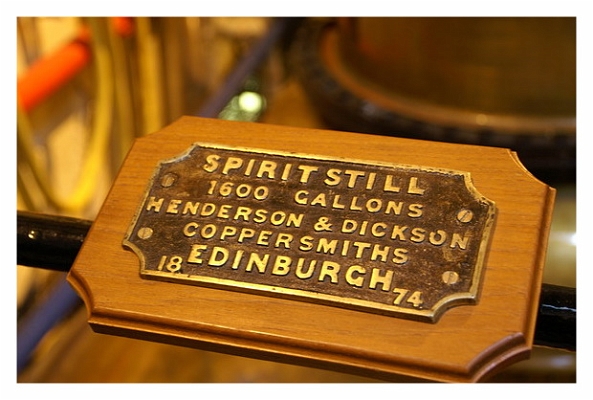 SPIRIT STILL
1600 GALLONS
HENDERSON & DICKSON
COPPERSMITHS
EDINBURGH
18 74